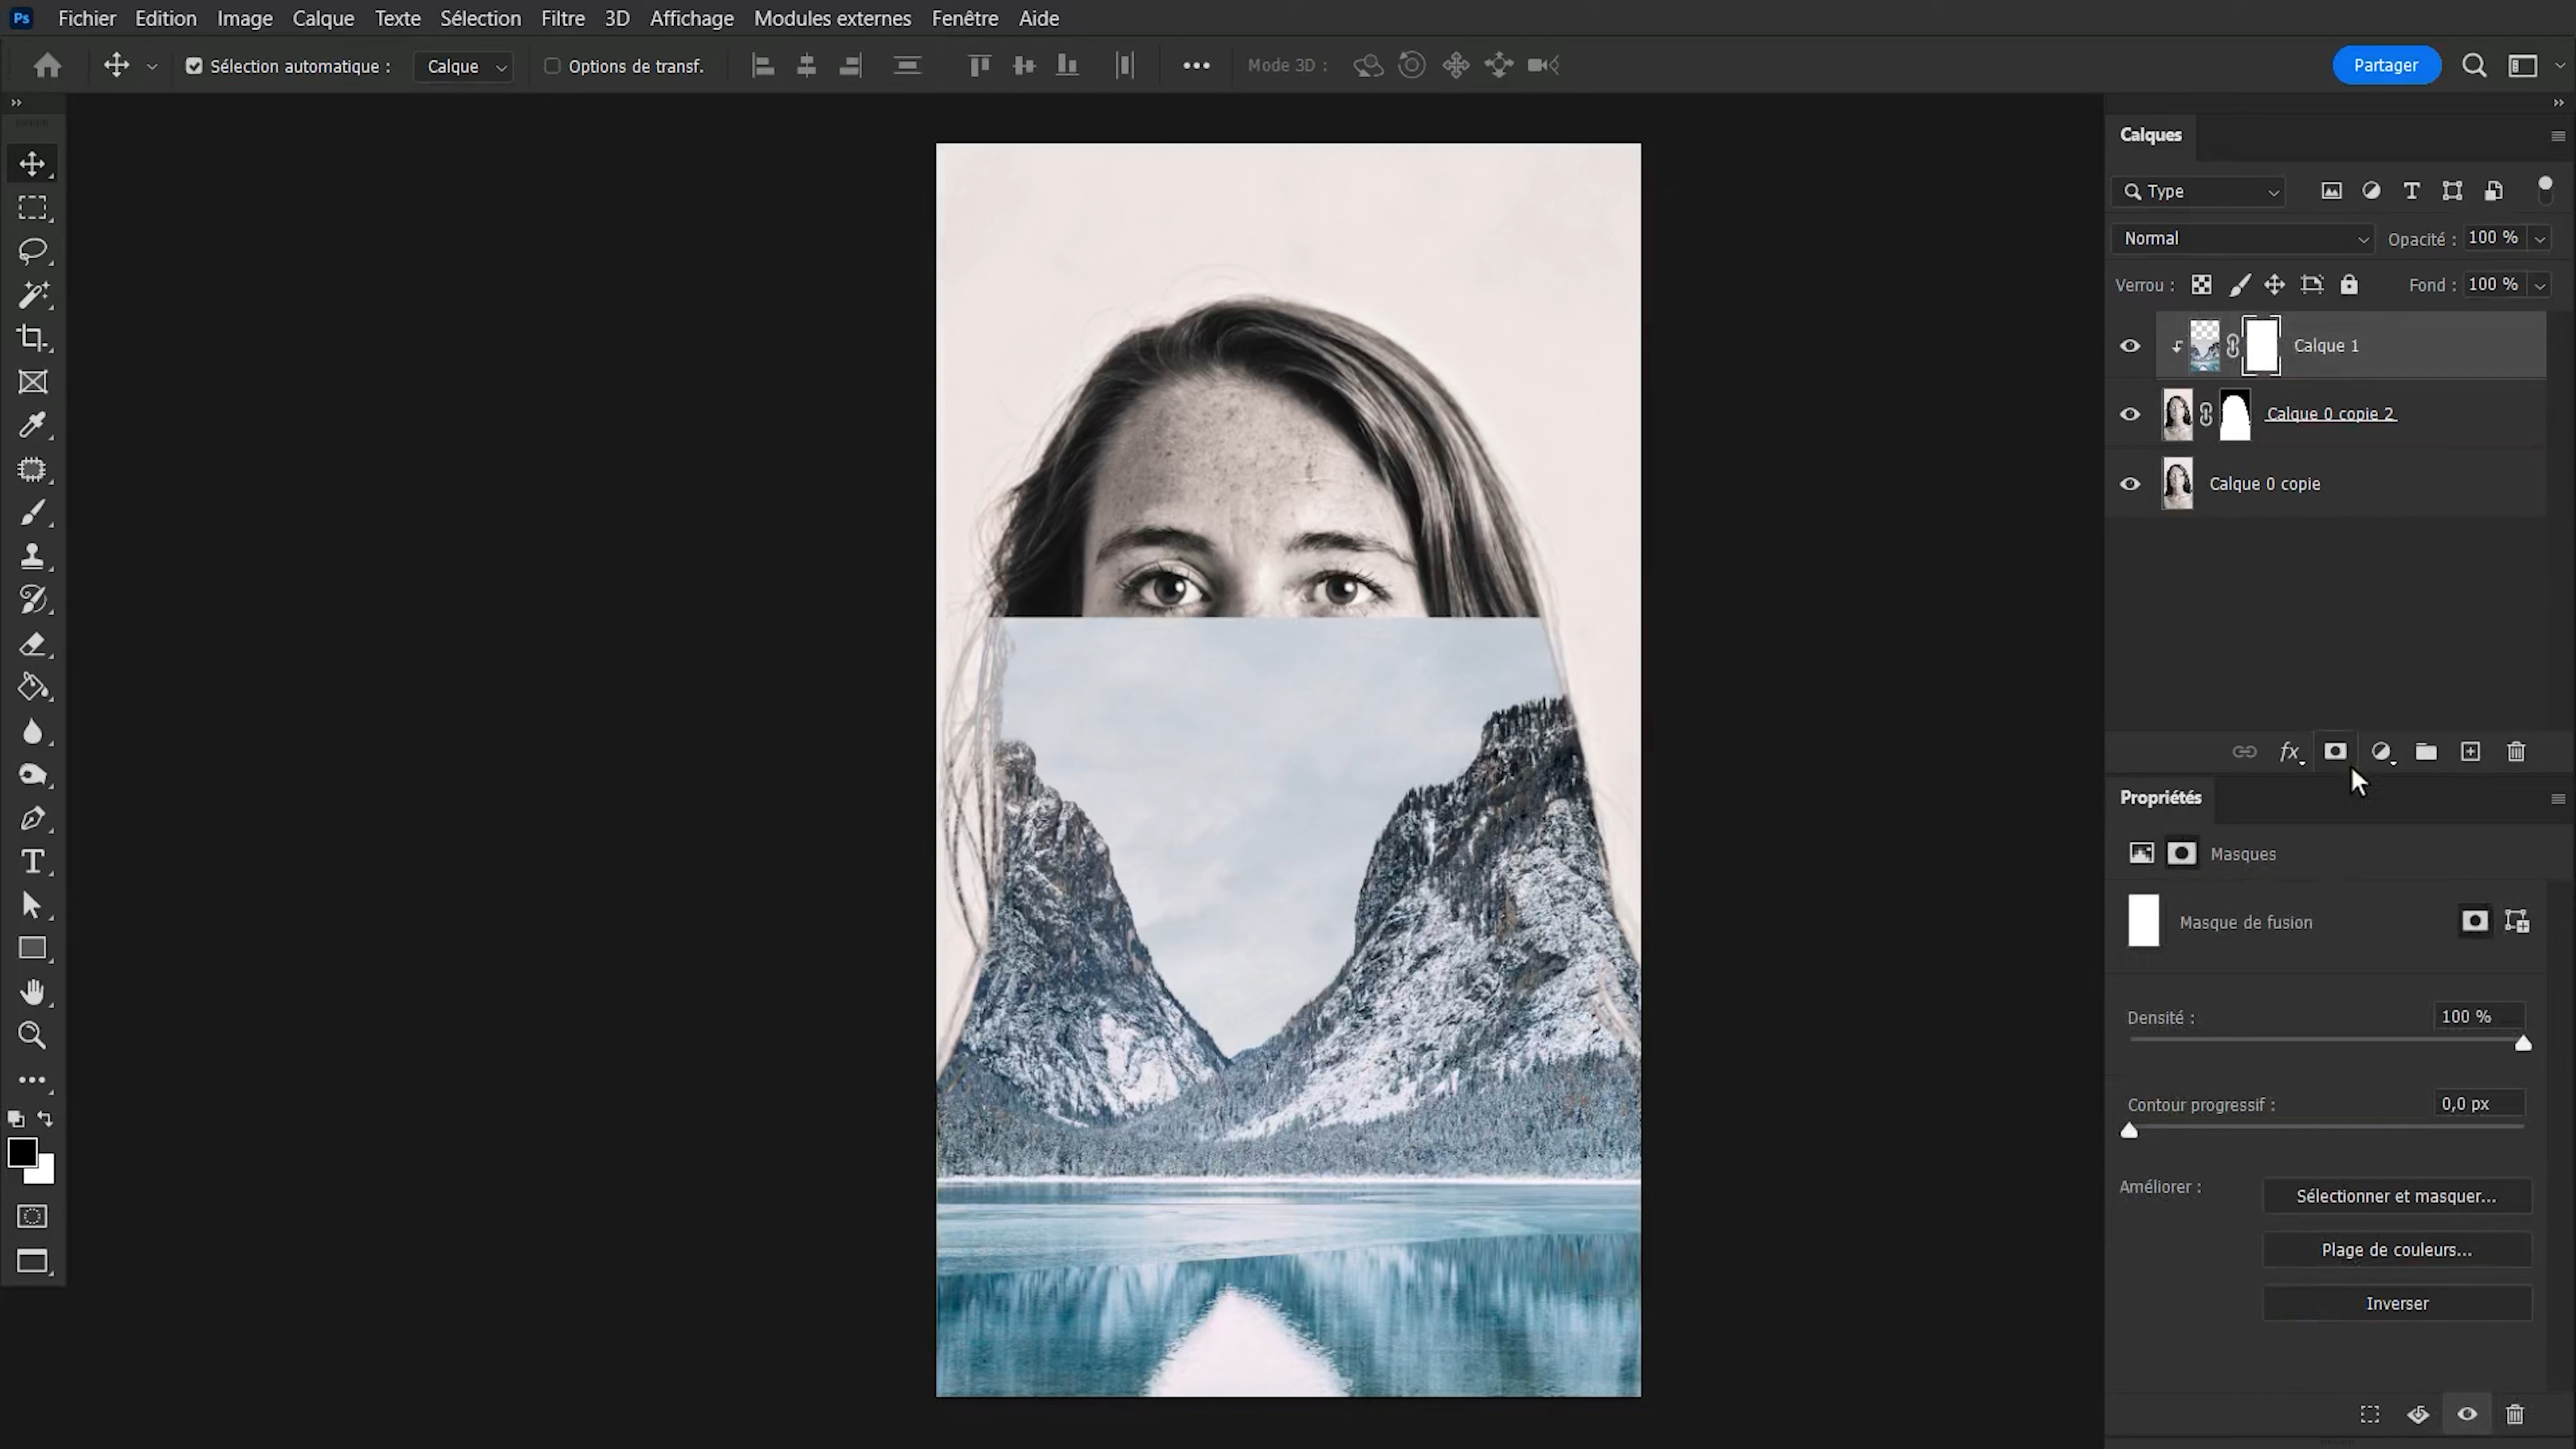 Ps Fichier Edition Image Calque Texte Sélection Filtre 3D Affichage Modules externes Fenêtre Aide
Sélection automatique : Calque Options de transf. Mode 3D : Partager
Calques
Type
Normal Opacité : 100 %
Verrou : Fond : 100 %
Calque 1
Calque 0 copie 2
Calque 0 copie
fx
Propriétés
Masques
Masque de fusion
Densité : 100 %
Contour progressif : 0,0 px
Améliorer : Sélectionner et masquer...
Plage de couleurs...
Inverser